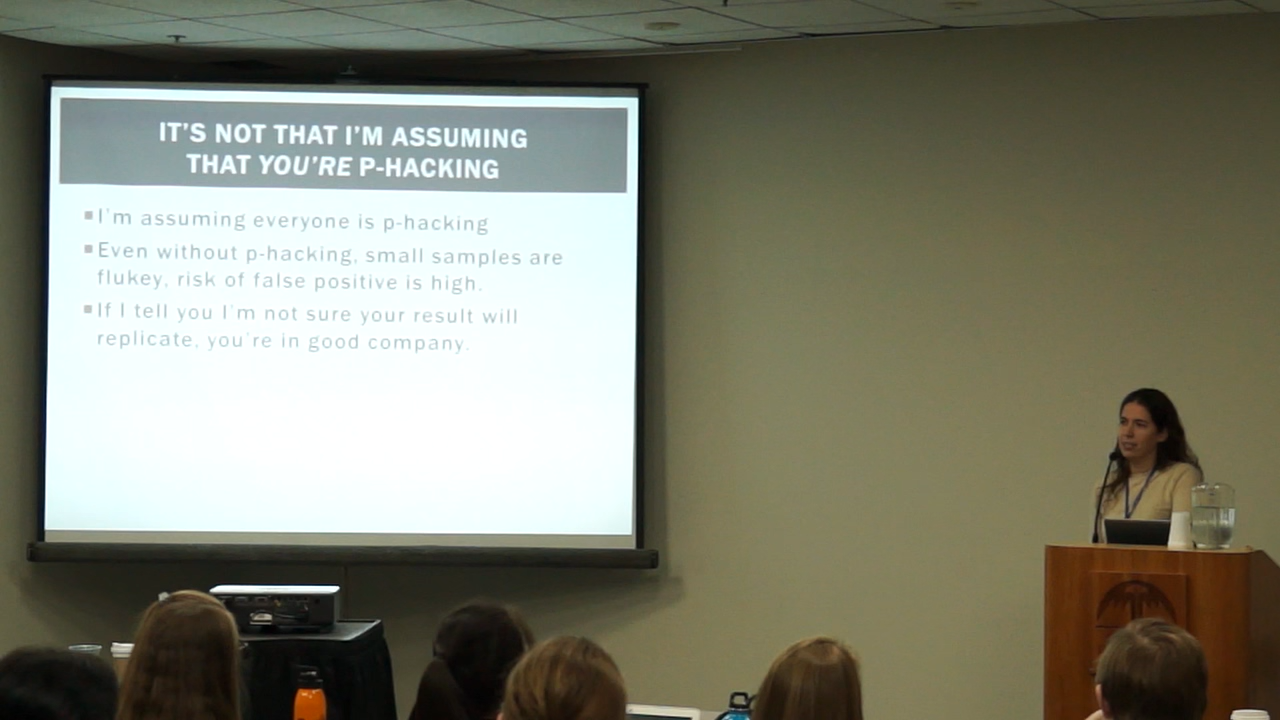 IT'S NOT THAT I'M ASSUMING
THAT YOU'RE P-HACKING
I'm assuming everyone is p-hacking
Even without p-hacking, small samples are
flukey, risk of false positive is high.
If I tell you I'm not sure your result will
replicate, you're in good company.